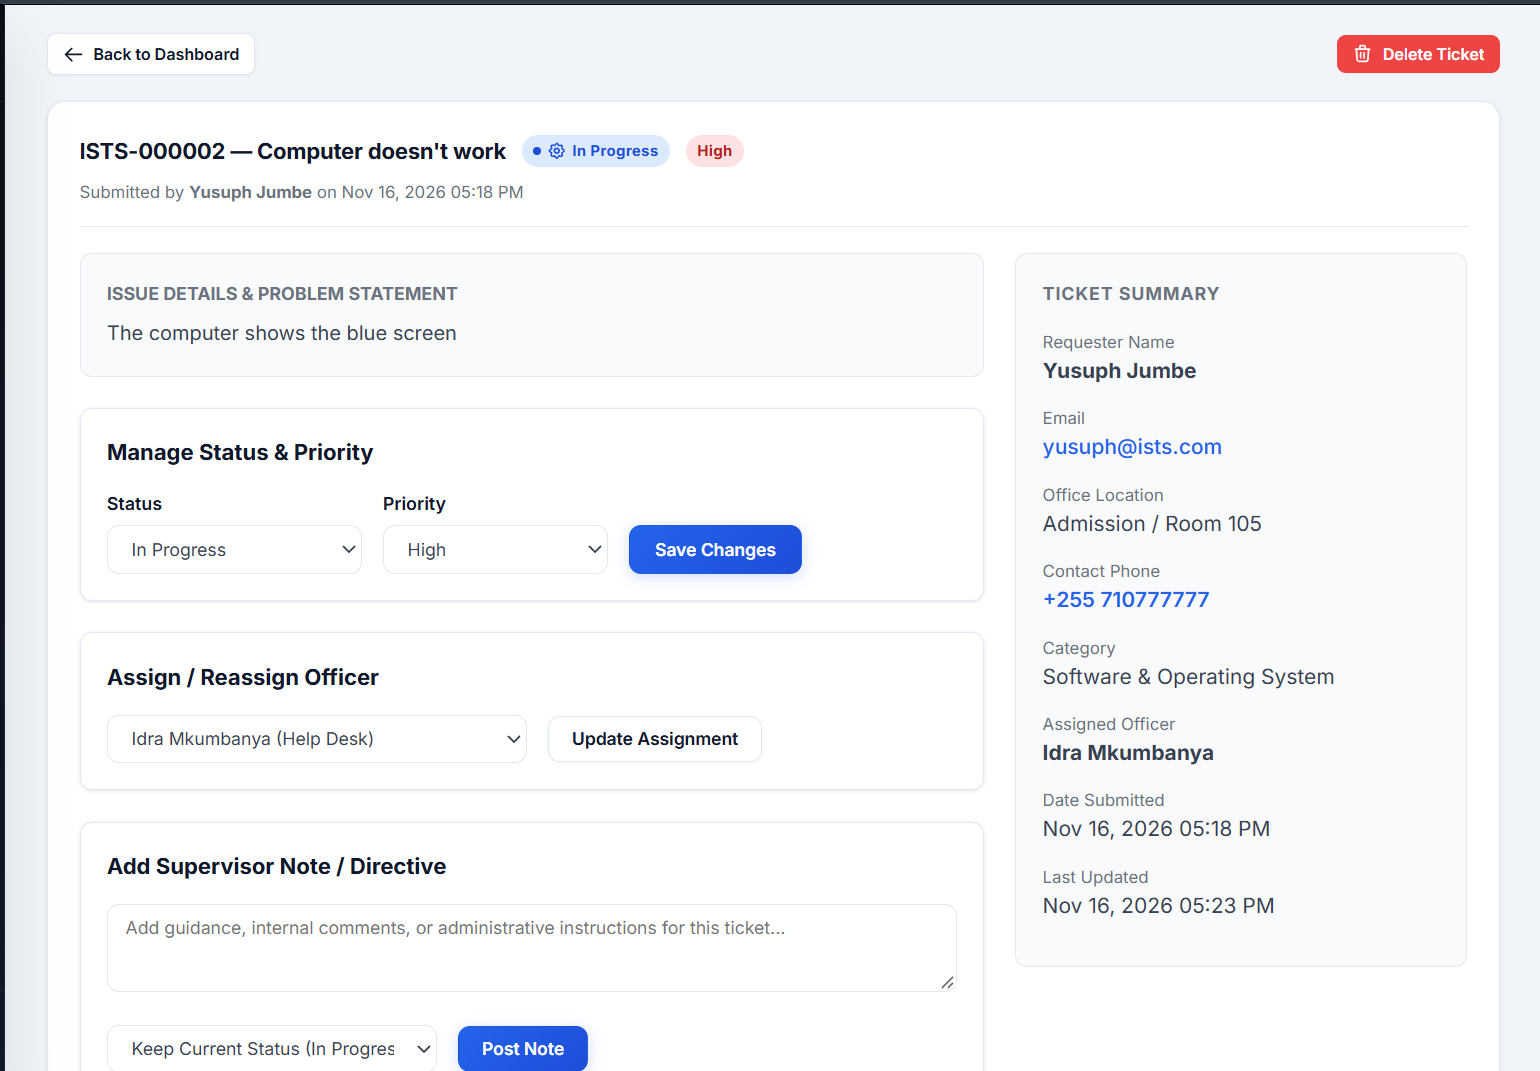 Back to Dashboard
Delete Ticket
ISTS-000002 — Computer doesn't work
In Progress
High
Submitted by Yusuph Jumbe on Nov 16, 2026 05:18 PM
ISSUE DETAILS & PROBLEM STATEMENT
The computer shows the blue screen
Manage Status & Priority
Status
Priority
In Progress
High
Save Changes
Assign / Reassign Officer
Idra Mkumbanya (Help Desk)
Update Assignment
Add Supervisor Note / Directive
Add guidance, internal comments, or administrative instructions for this ticket...
Keep Current Status (In Progres
Post Note
TICKET SUMMARY
Requester Name
Yusuph Jumbe
Email
yusuph@ists.com
Office Location
Admission / Room 105
Contact Phone
+255 710777777
Category
Software & Operating System
Assigned Officer
Idra Mkumbanya
Date Submitted
Nov 16, 2026 05:18 PM
Last Updated
Nov 16, 2026 05:23 PM